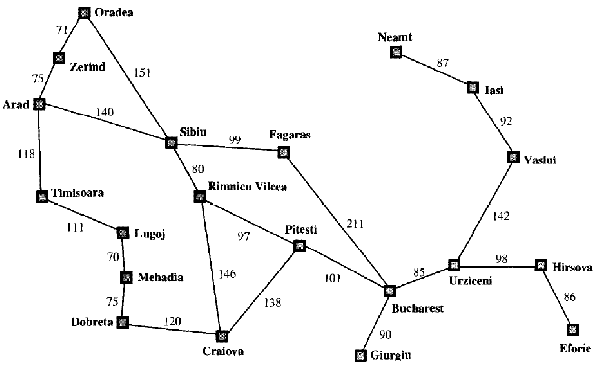 Oradea
71
Neamt
Zerind
87
75
151
Iasi
Arad
140
92
Sibiu
99
Fagaras
118
80
Vaslui
Timisoara
Rimnicu Vilcea
111
211
142
Lugoj
97
Pitesti
70
98
Hirsova
Mehadia
146
101
85
Urziceni
75
138
86
120
Bucharest
Dobreta
90
Craiova
Eforie
Giurgiu